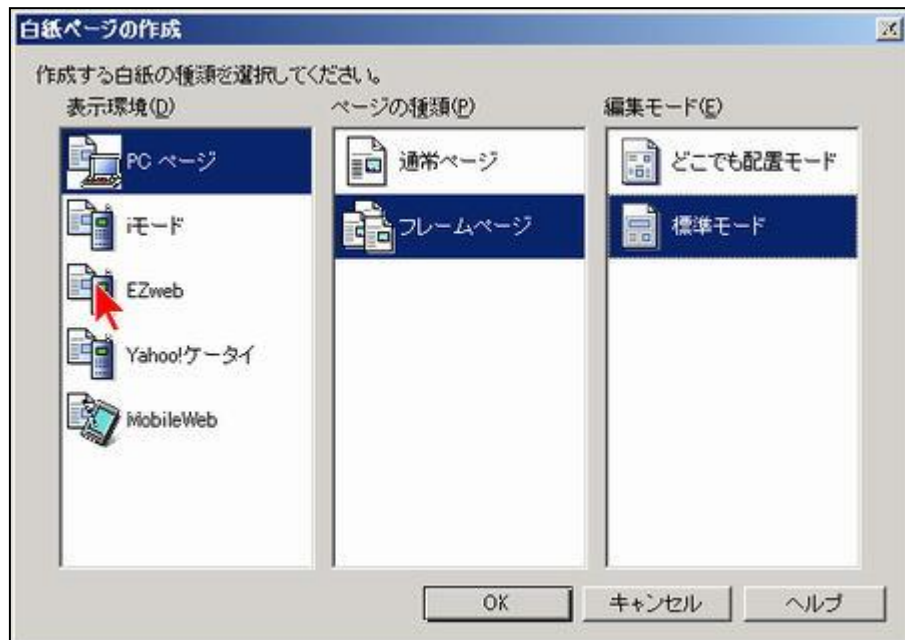 白紙ページの作成
作成する白紙の種類を選択してください。
表示環境(D)
PC ページ
iモード
EZweb
Yahoo!ケータイ
MobileWeb
ページの種類(P)
通常ページ
フレームページ
編集モード(E)
どこでも配置モード
標準モード
OK
キャンセル
ヘルプ